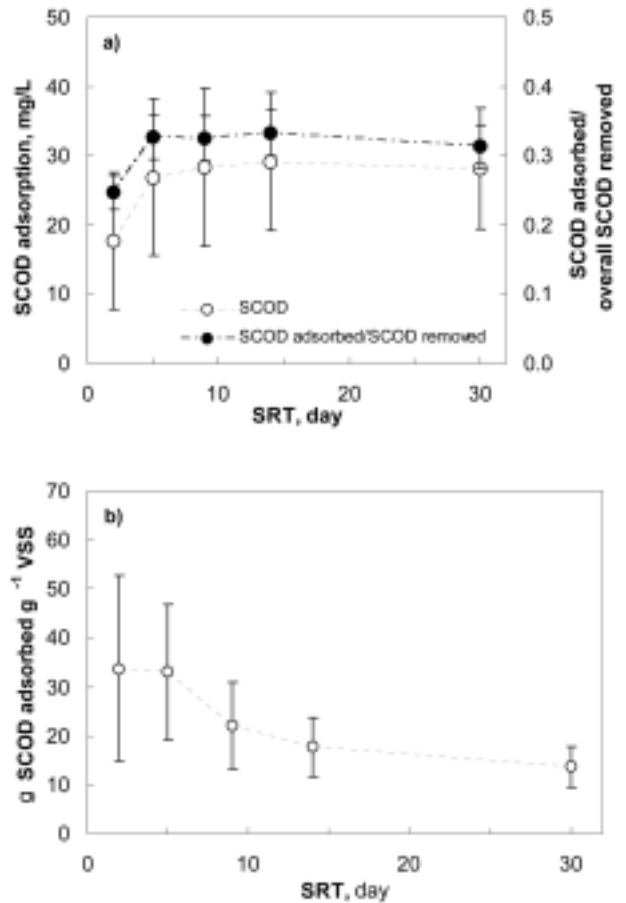 a)
50
40
30
20
10
0
SCOD adsorption, mg/L
0.5
0.4
0.3
0.2
0.1
0.0
SCOD adsorbed/
overall SCOD removed
SCOD
SCOD adsorbed/SCOD removed
0 10 20 30
SRT, day
b)
70
60
50
40
30
20
10
0
g SCOD adsorbed g -1 VSS
0 10 20 30
SRT, day